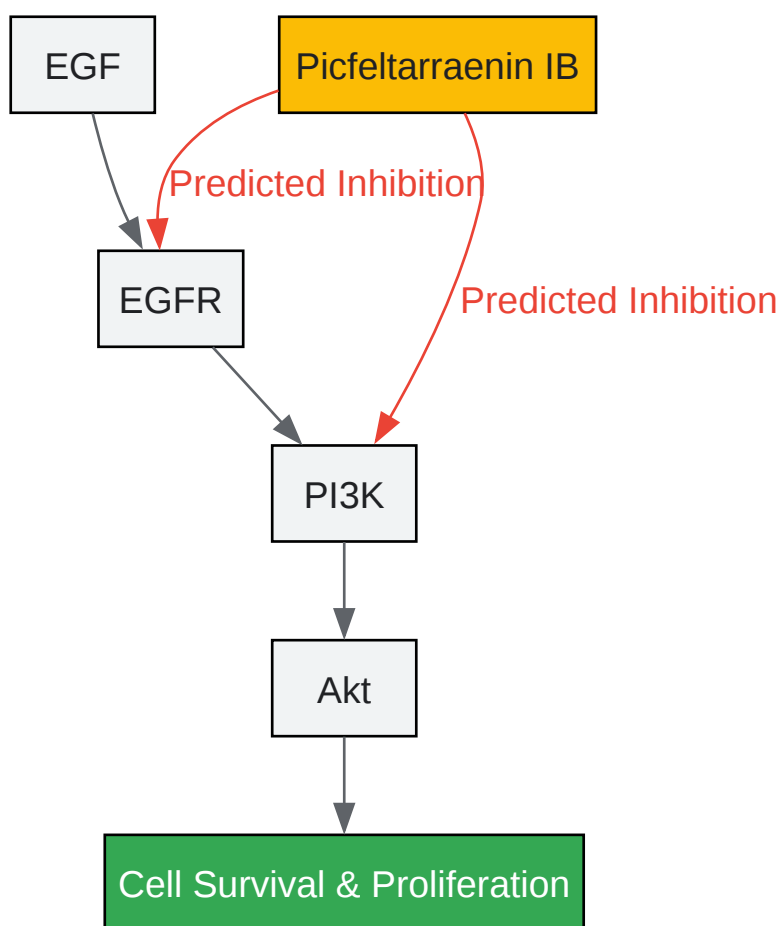 EGF
Picfeltarraenin IB
Predicted Inhibition
EGFR
Predicted Inhibition
PI3K
Akt
Cell Survival & Proliferation